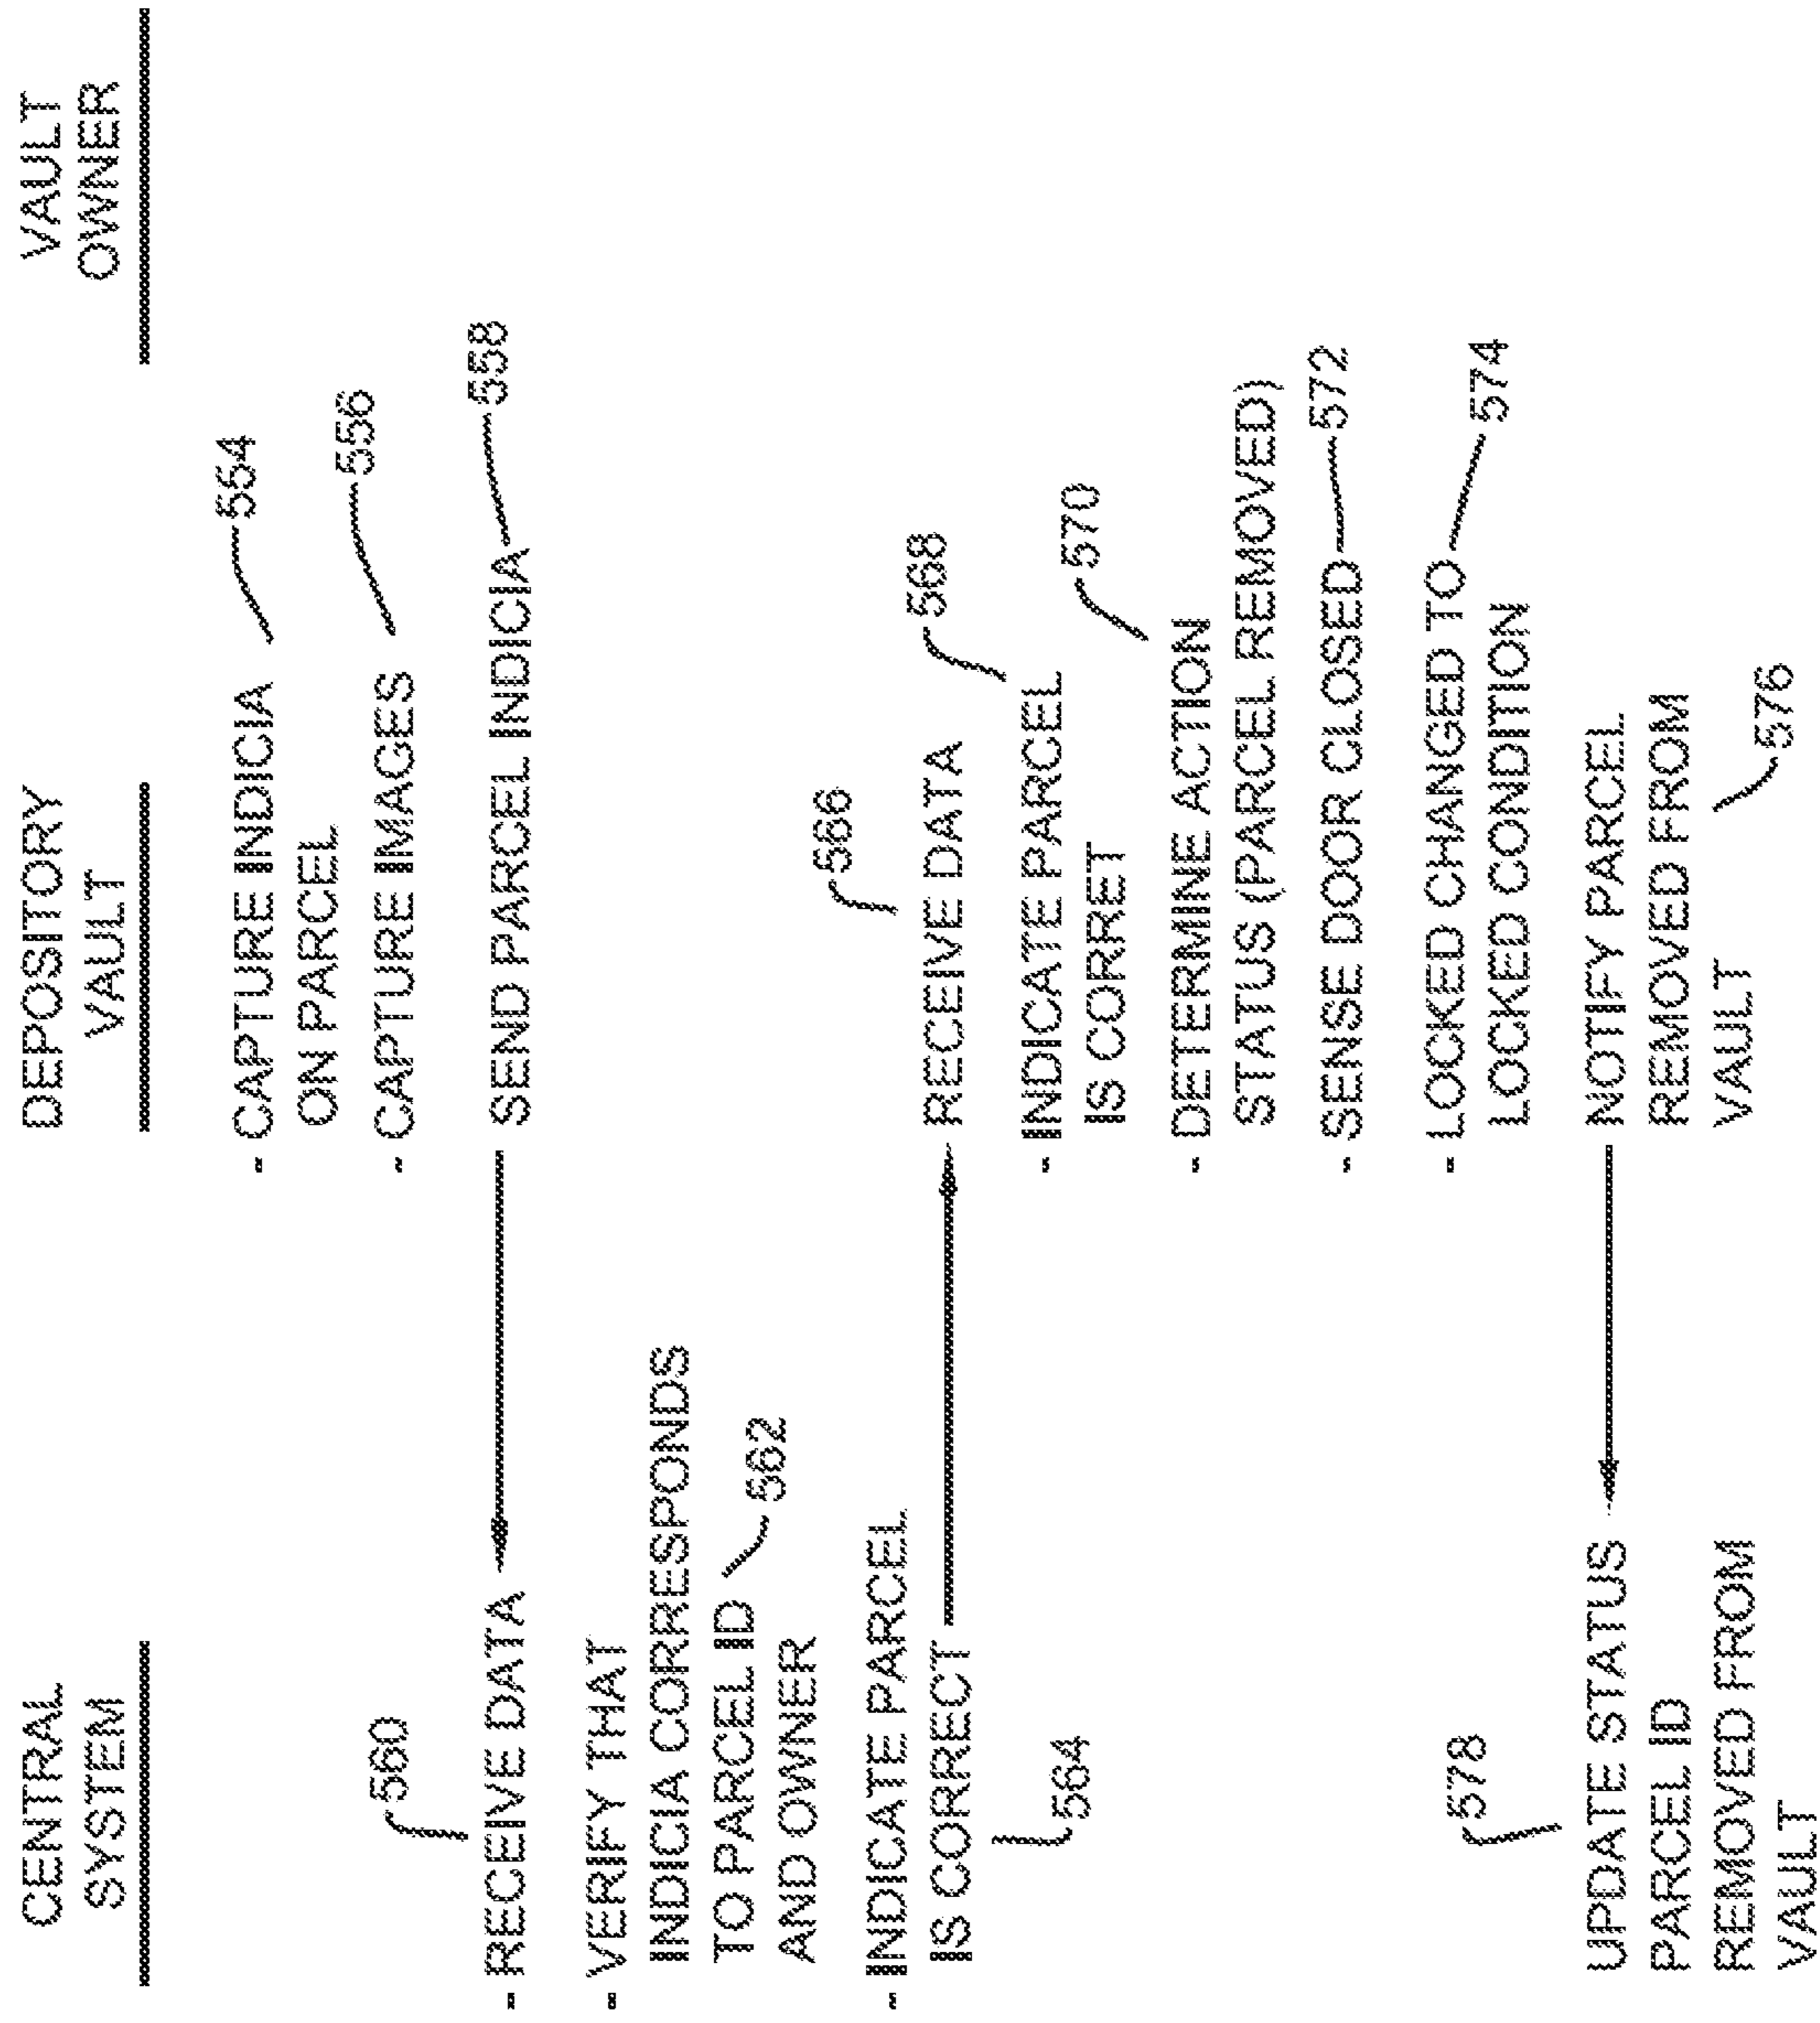 CENTRAL
SYSTEM
DEPOSITORY
VAULT
VAULT
OWNER
- CAPTURE INDICIA
ON PARCEL
554
- CAPTURE IMAGES
556
SEND PARCEL INDICIA
558
560
- RECEIVE DATA
- VERIFY THAT
INDICIA CORRESPONDS
TO PARCEL ID
AND OWNER
562
- INDICATE PARCEL
IS CORRECT
564
566
RECEIVE DATA
- INDICATE PARCEL
IS CORRET
568
- DETERMINE ACTION
STATUS (PARCEL REMOVED)
570
- SENSE DOOR CLOSED
572
- LOCKED CHANGED TO
LOCKED CONDITION
574
NOTIFY PARCEL
REMOVED FROM
VAULT
576
578
UPDATE STATUS
PARCEL ID
REMOVED FROM
VAULT